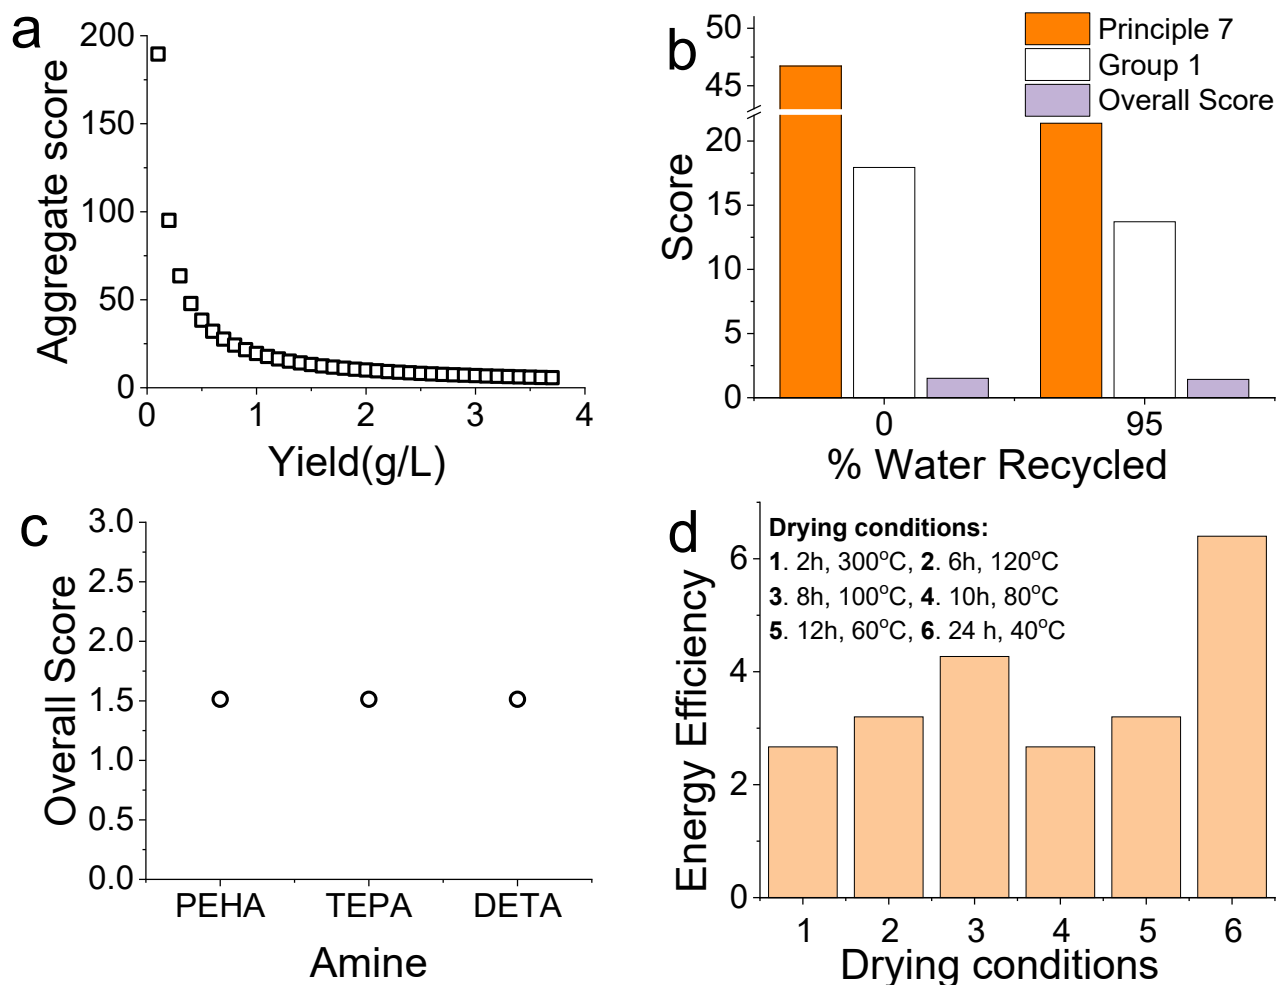 a
200
150
100
50
0
0 1 2 3 4
Aggregate score
Yield(g/L)
b
50
45
20
15
10
5
0
0 95
Score
% Water Recycled
Principle 7
Group 1
Overall Score
c
3.0
2.5
2.0
1.5
1.0
0.5
0.0
PEHA TEPA DETA
Overall Score
Amine
d
Drying conditions:
1. 2h, 300°C, 2. 6h, 120°C
3. 8h, 100°C, 4. 10h, 80°C
5. 12h, 60°C, 6. 24 h, 40°C
6
4
2
0
1 2 3 4 5 6
Energy Efficiency
Drying conditions